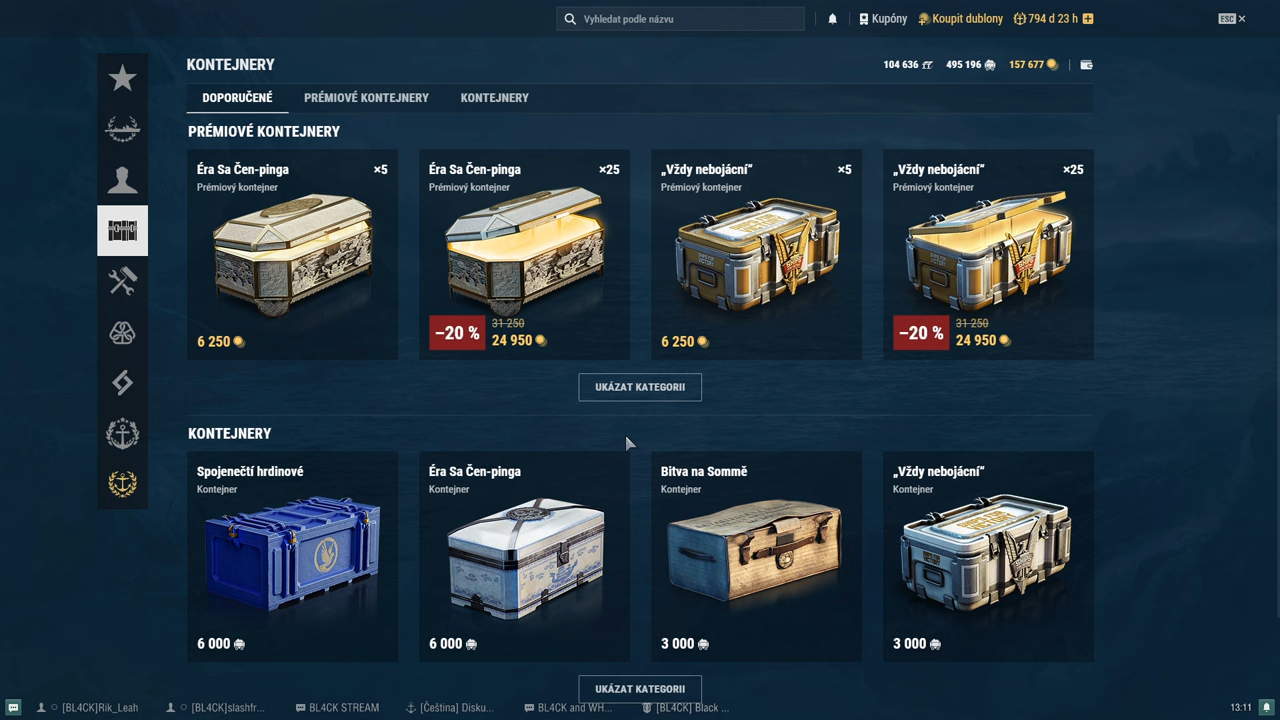 Vyhledat podle názvu
Kupóny
Koupit dublony
794 d 23 h
ESC
KONTEJNERY
104 636
495 196
157 677
DOPORUČENÉ
PRÉMIOVÉ KONTEJNERY
KONTEJNERY
PRÉMIOVÉ KONTEJNERY
Éra Sa Čen-pinga ×5
Prémiový kontejner
6 250
Éra Sa Čen-pinga ×25
Prémiový kontejner
−20 %
31 250
24 950
„Vždy nebojácní“ ×5
Prémiový kontejner
6 250
„Vždy nebojácní“ ×25
Prémiový kontejner
−20 %
31 250
24 950
UKÁZAT KATEGORII
KONTEJNERY
Spojenečtí hrdinové
Kontejner
6 000
Éra Sa Čen-pinga
Kontejner
6 000
Bitva na Sommě
Kontejner
3 000
„Vždy nebojácní“
Kontejner
3 000
UKÁZAT KATEGORII
[BL4CK]Rik_Leah
[BL4CK]slashfr...
BL4CK STREAM
[Čeština] Disku...
BL4CK and WH...
[BL4CK] Black ...
13:11